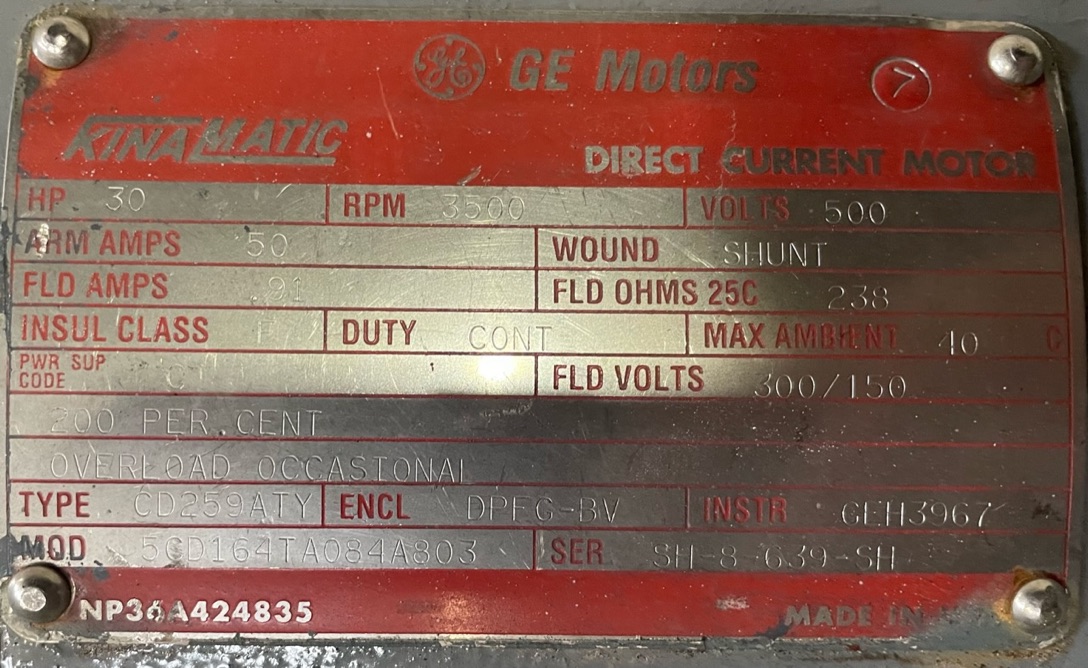 GE GE Motors 7
KINAMATIC
DIRECT CURRENT MOTOR
HP 30 RPM 3500 VOLTS 500
ARM AMPS 50 WOUND SHUNT
FLD AMPS .91 FLD OHMS 25C 238
INSUL CLASS F DUTY CONT MAX AMBIENT 40 C
PWR SUP CODE C FLD VOLTS 300/150
200 PER CENT
OVERLOAD OCCASIONAL
TYPE CD259ATY ENCL DPFG-BV INSTR GEH3967
MOD 5CD164TA084A803 SER SH-8-639-SH
NP36A424835 MADE IN